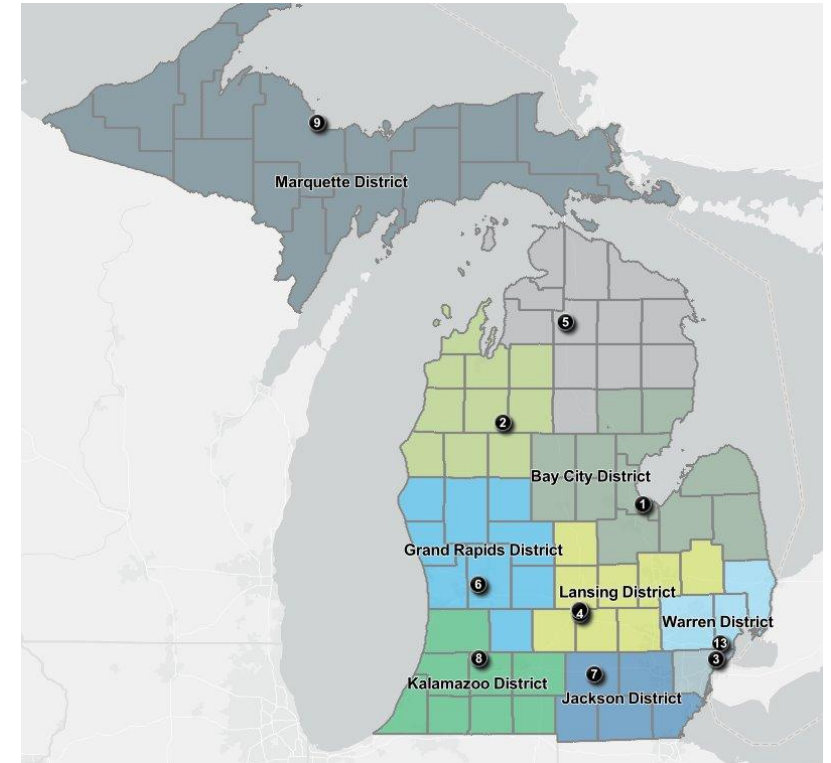 9
Marquette District
5
2
Bay City District
1
Grand Rapids District
6
Lansing District
4
Warren District
13
3
8
7
Kalamazoo District
Jackson District